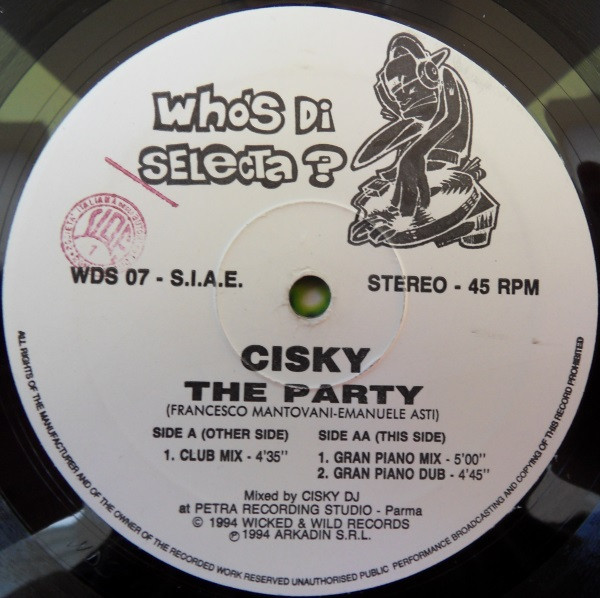 WHO'S Di
SELECTA?
WDS 07 - S.I.A.E.
STEREO - 45 RPM
CISKY
THE PARTY
(FRANCESCO MANTOVANI-EMANUELE ASTI)
SIDE A (OTHER SIDE)
1. CLUB MIX - 4'35"
SIDE AA (THIS SIDE)
1. GRAN PIANO MIX - 5'00"
2. GRAN PIANO DUB - 4'45"
Mixed by CISKY DJ
at PETRA RECORDING STUDIO - Parma
© 1994 WICKED & WILD RECORDS
℗ 1994 ARKADIN S.R.L.
ALL RIGHTS OF THE MANUFACTURER AND OF THE OWNER OF THE RECORDED WORK RESERVED UNAUTHORISED PUBLIC PERFORMANCE BROADCASTING AND COPYING OF THIS RECORD PROHIBITED